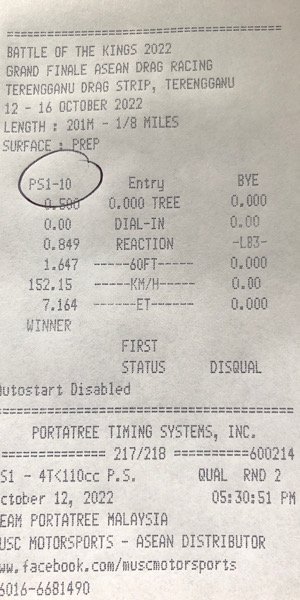 ===================================
BATTLE OF THE KINGS 2022
GRAND FINALE ASEAN DRAG RACING
TERENGGANU DRAG STRIP, TERENGGANU
12 - 16 OCTOBER 2022
LENGTH : 201M - 1/8 MILES
SURFACE : PREP
PS1-10 Entry BYE
0.500 0.000 TREE 0.000
0.00 DIAL-IN 0.00
0.849 REACTION -LB3-
1.647 -----60FT------ 0.000
152.15 -----KM/H----- 0.00
7.164 ------ET------- 0.000
WINNER
FIRST
STATUS DISQUAL
utostart Disabled
===================================
PORTATREE TIMING SYSTEMS, INC.
============= 217/218 ==========600214
S1 - 4T<110cc P.S. QUAL RND 2
ctober 12, 2022 05:30:51 PM
EAM PORTATREE MALAYSIA
USC MOTORSPORTS - ASEAN DISTRIBUTOR
ww.facebook.com/muscmotorsports
6016-6681490